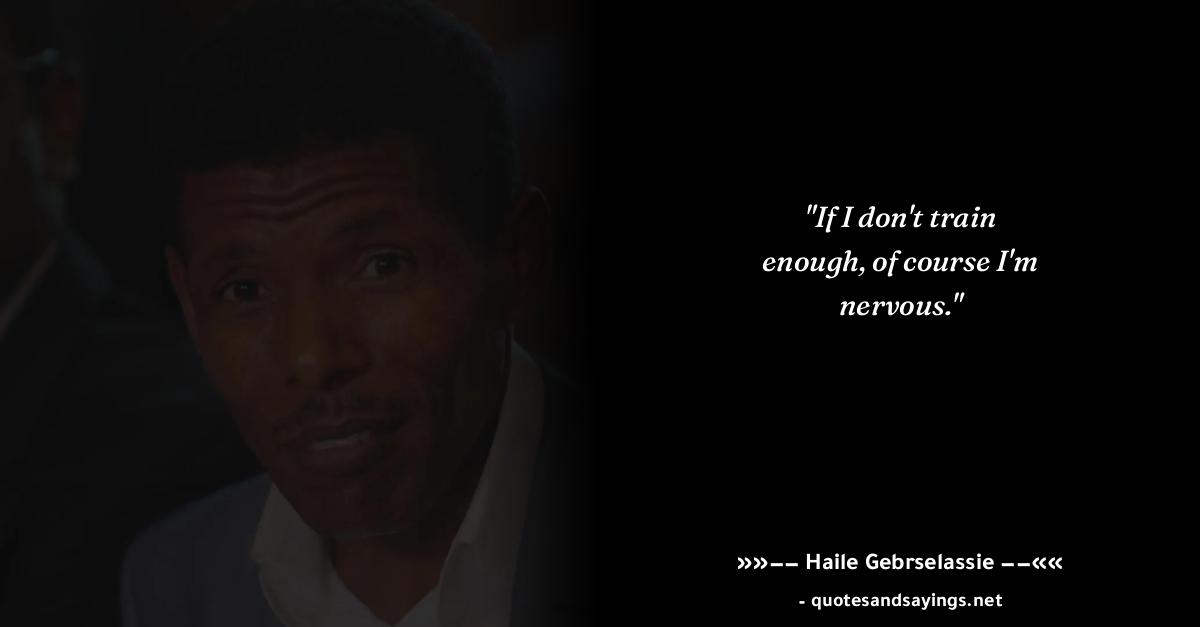 "If I don't train
enough, of course I'm
nervous."
»»−− Haile Gebrselassie −−««
- quotesandsayings.net